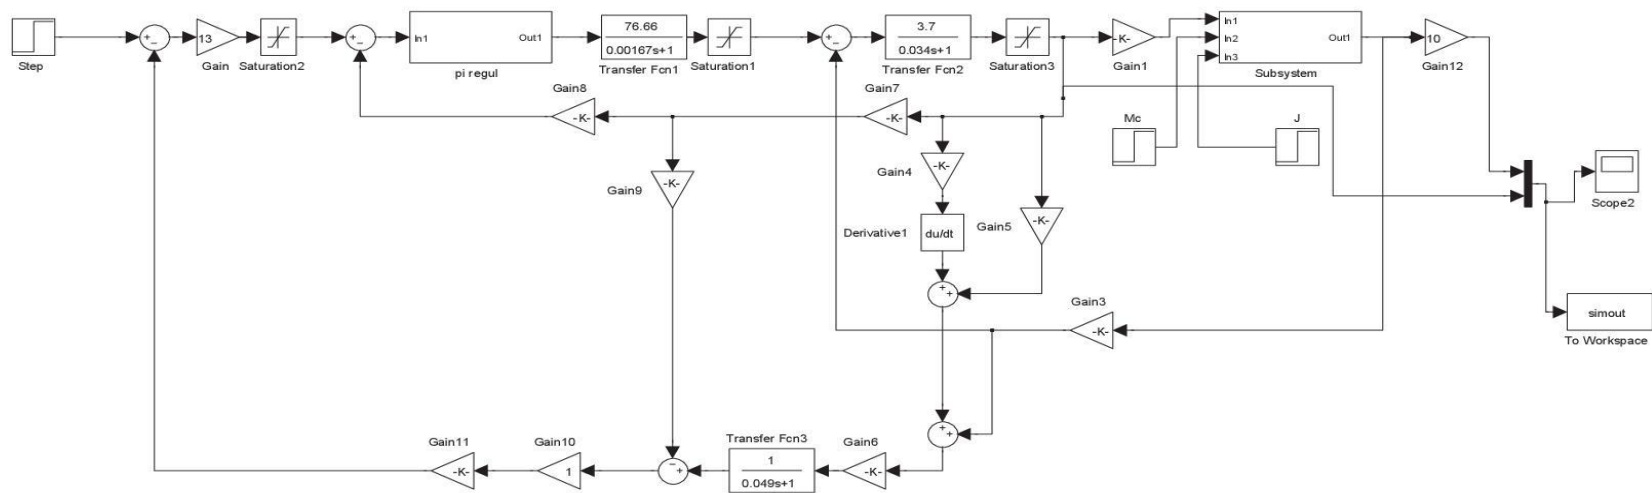 Step
+
−
13
Gain
Saturation2
+
−
In1
Out1
pi regul
76.66
0.00167s+1
Transfer Fcn1
Saturation1
+
−
3.7
0.034s+1
Transfer Fcn2
Saturation3
-K-
Gain1
In1
In2
In3
Out1
Subsystem
10
Gain12
Gain8
-K-
Gain7
-K-
Mc
J
Gain4
-K-
Gain9
-K-
Scope2
Derivative1
du/dt
Gain5
-K-
+
+
Gain3
-K-
simout
To Workspace
+
+
Gain11
-K-
Gain10
1
−
+
Transfer Fcn3
1
0.049s+1
Gain6
-K-